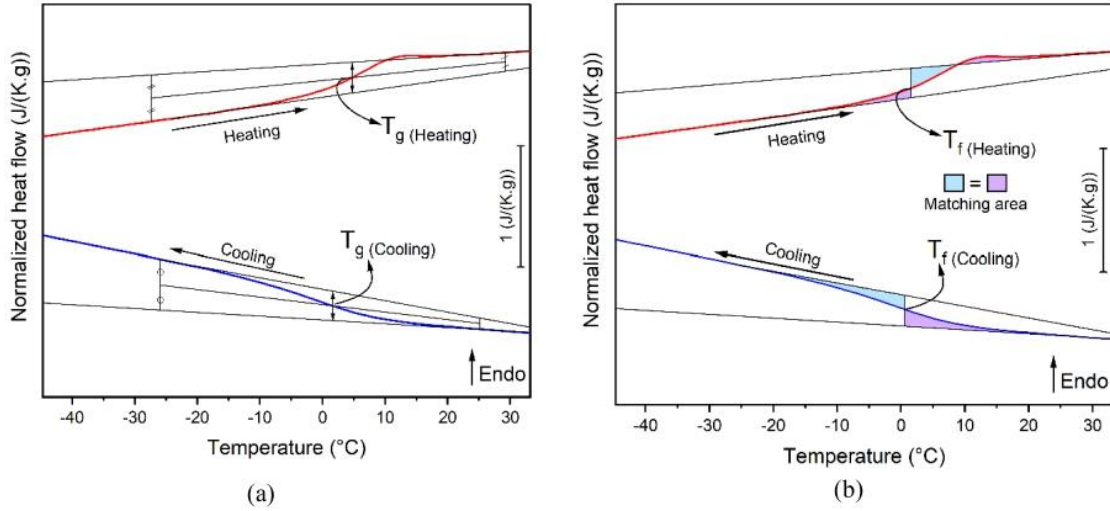 Normalized heat flow (J/(K.g))
Heating
T g (Heating)
1 (J/(K.g))
Cooling
T g (Cooling)
Endo
-40 -30 -20 -10 0 10 20 30
Temperature (°C)
(a)
Normalized heat flow (J/(K.g))
Heating
T f (Heating)
=
Matching area
1 (J/(K.g))
Cooling
T f (Cooling)
Endo
-40 -30 -20 -10 0 10 20 30
Temperature (°C)
(b)